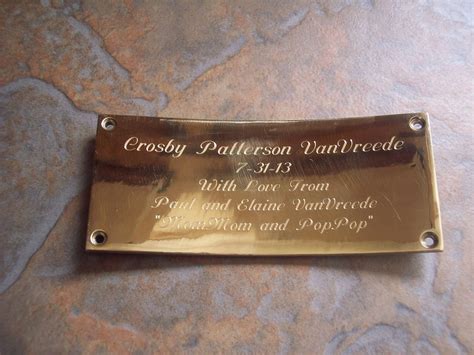 Crosby Patterson VanVreede
7-31-13
With Love From
Paul and Elaine VanVreede
"MomMom and PopPop"